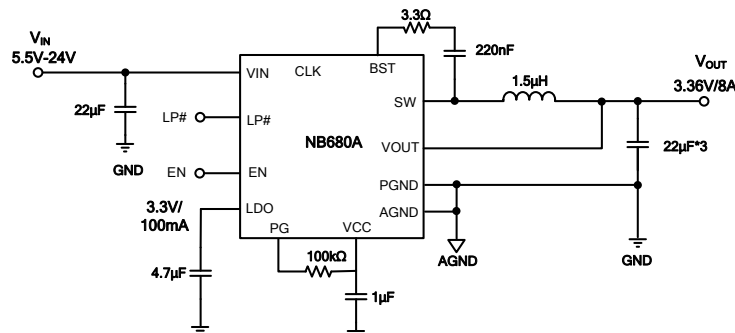 3.3Ω
V_IN
5.5V-24V
220nF
VIN
CLK
BST
V_OUT
3.36V/8A
22µF
1.5µH
SW
LP#
LP#
NB680A
VOUT
22µF*3
GND
EN
EN
PGND
3.3V/
100mA
LDO
AGND
PG
VCC
AGND
GND
100kΩ
4.7µF
1µF